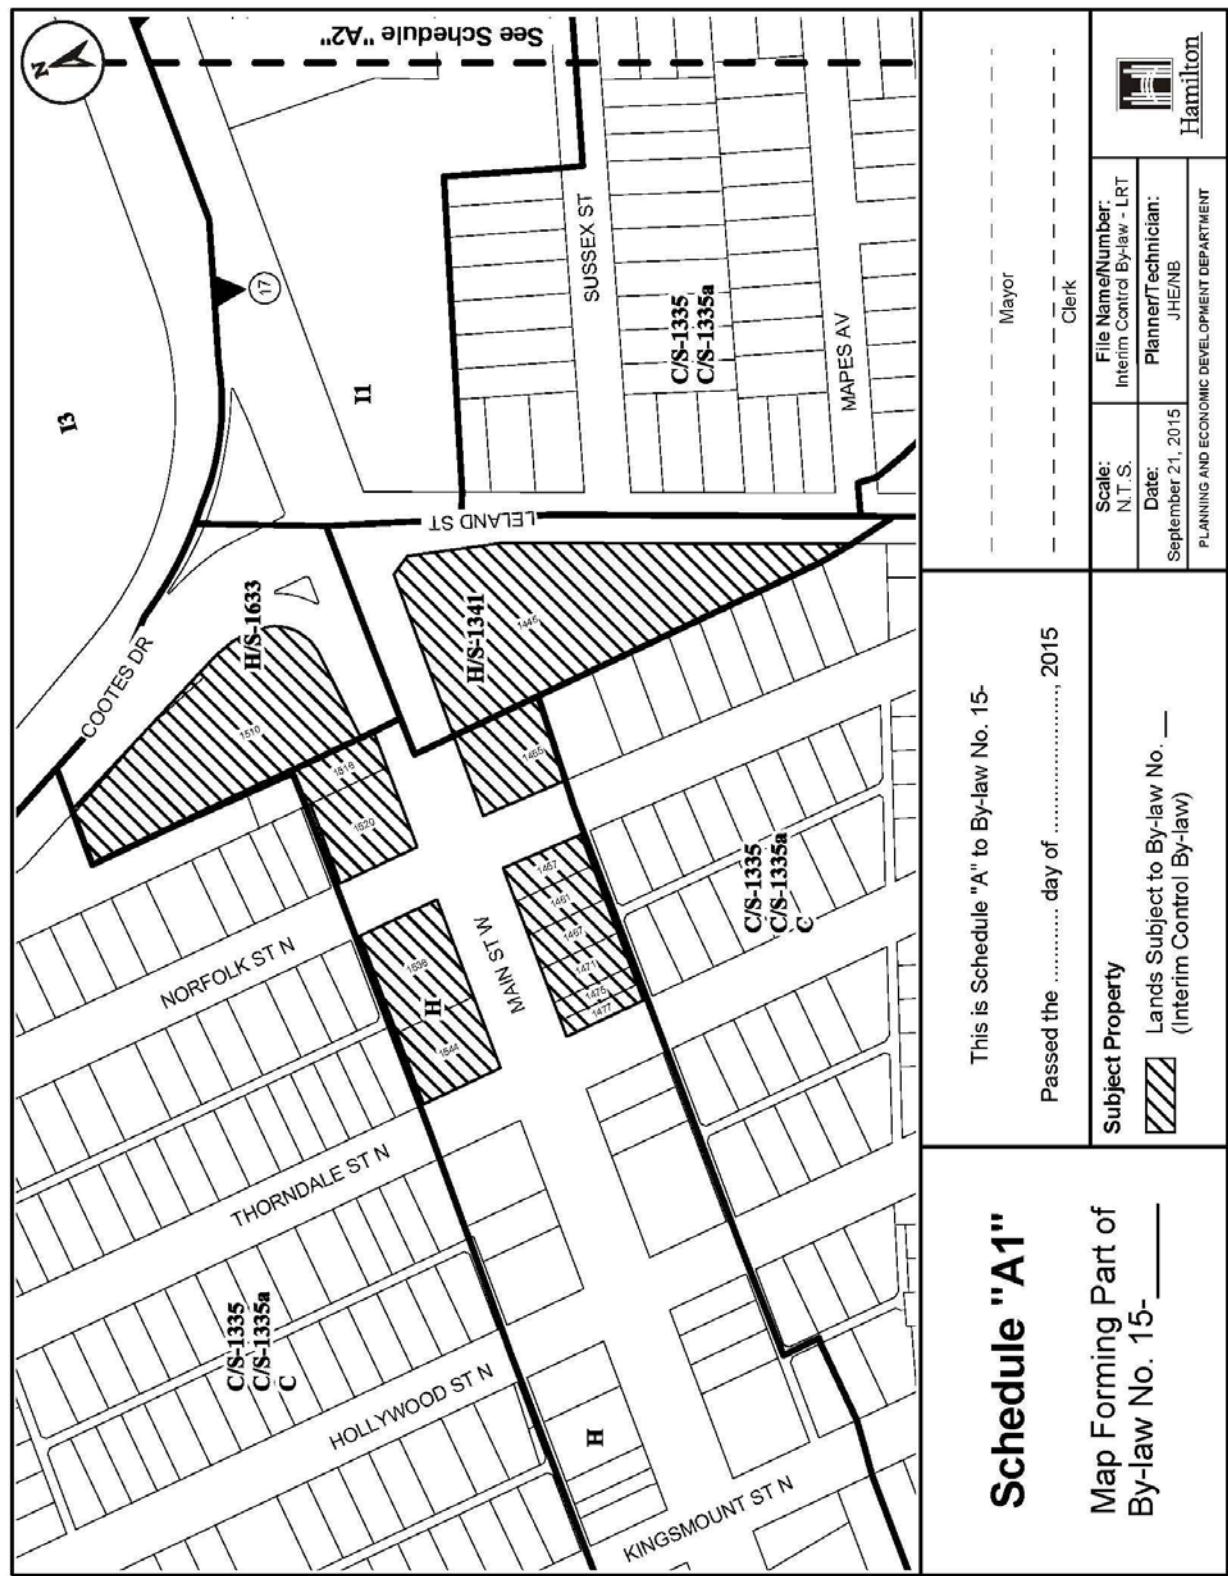 N
See Schedule "A2"
I3
17
I1
COOTES DR
H/S-1633
LELAND ST
SUSSEX ST
C/S-1335
C/S-1335a
MAPES AV
H/S-1341
1510
1518
1520
1445
1455
NORFOLK ST N
1536
H
1544
MAIN ST W
1457
1461
1467
1471
1475
1477
C/S-1335
C/S-1335a
C
THORNDALE ST N
C/S-1335
C/S-1335a
C
HOLLYWOOD ST N
H
KINGSMOUNT ST N
Schedule "A1"
Map Forming Part of
By-law No. 15-______
This is Schedule "A" to By-law No. 15-
Passed the .......... day of ...................., 2015
Mayor
Clerk
Subject Property
Lands Subject to By-law No. __
(Interim Control By-law)
Scale:
N.T.S.
File Name/Number:
Interim Control By-law - LRT
Date:
September 21, 2015
Planner/Technician:
JHE/NB
PLANNING AND ECONOMIC DEVELOPMENT DEPARTMENT
Hamilton